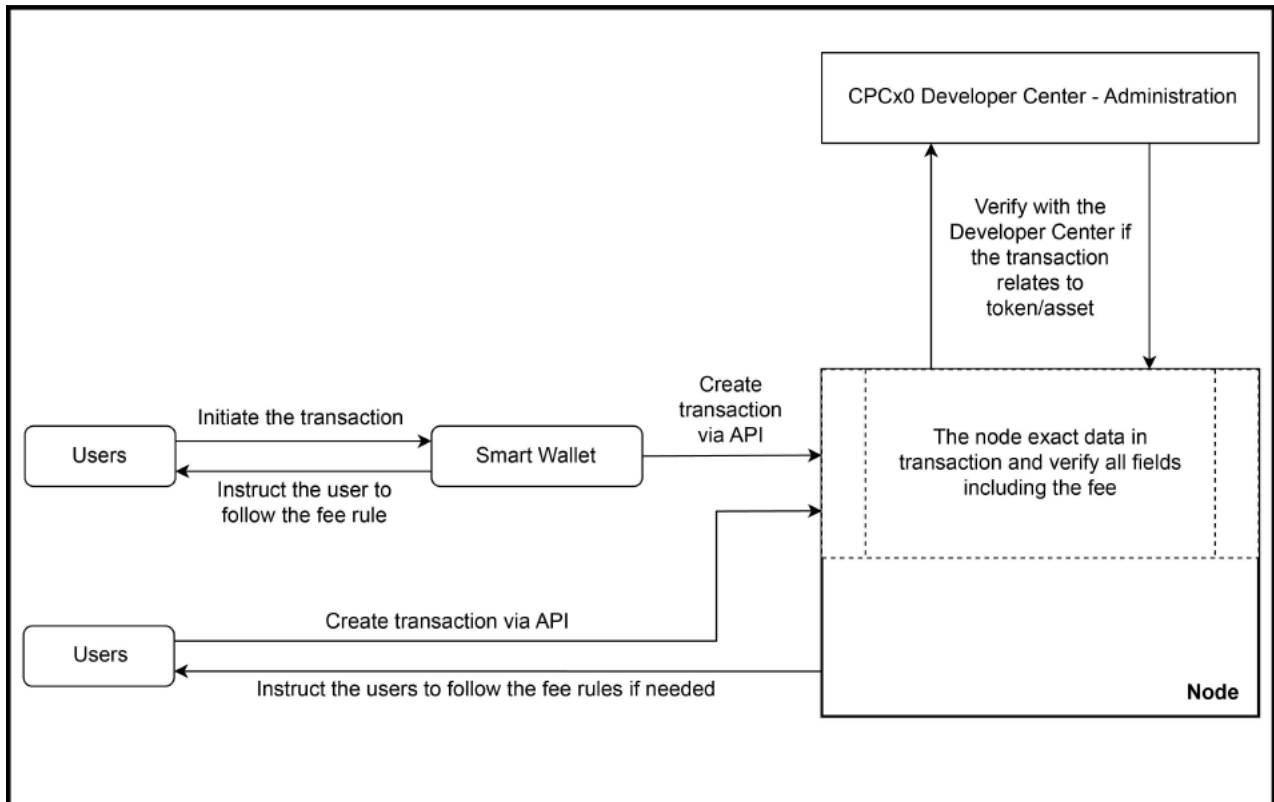 CPCx0 Developer Center - Administration
Verify with the
Developer Center if
the transaction
relates to
token/asset
Create
transaction
via API
Initiate the transaction
Users
Smart Wallet
Instruct the user to
follow the fee rule
The node exact data in
transaction and verify all fields
including the fee
Create transaction via API
Users
Instruct the users to follow the fee rules if needed
Node